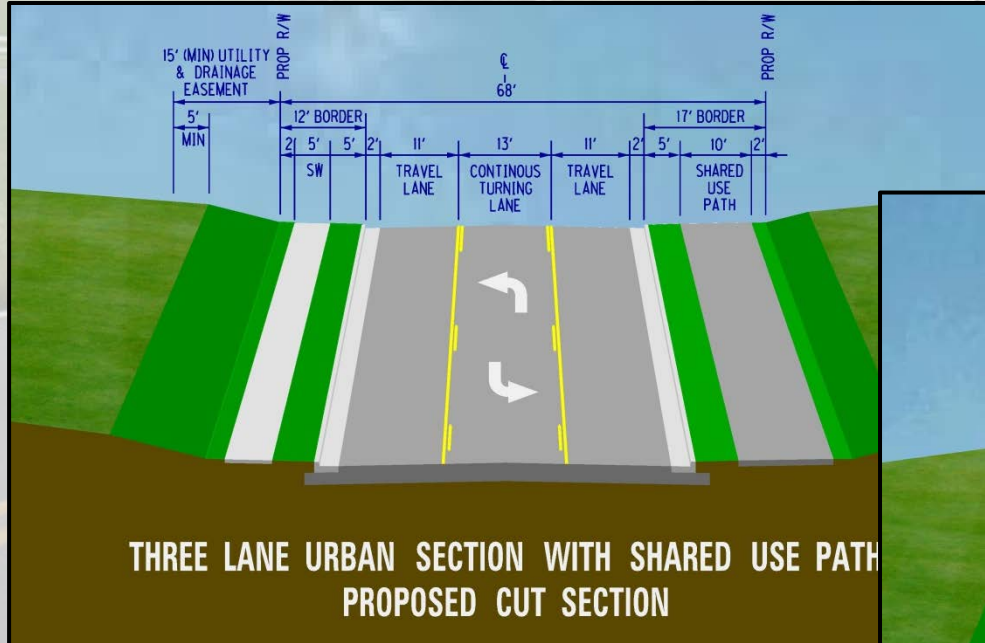 15' (MIN) UTILITY
& DRAINAGE
EASEMENT
PROP R/W
℄
68'
PROP R/W
5'
MIN
12' BORDER
17' BORDER
2' 5' 5' 2' 11' 13' 11' 2' 5' 10' 2'
SW
TRAVEL
LANE
CONTINOUS
TURNING
LANE
TRAVEL
LANE
SHARED
USE
PATH
THREE LANE URBAN SECTION WITH SHARED USE PATH
PROPOSED CUT SECTION